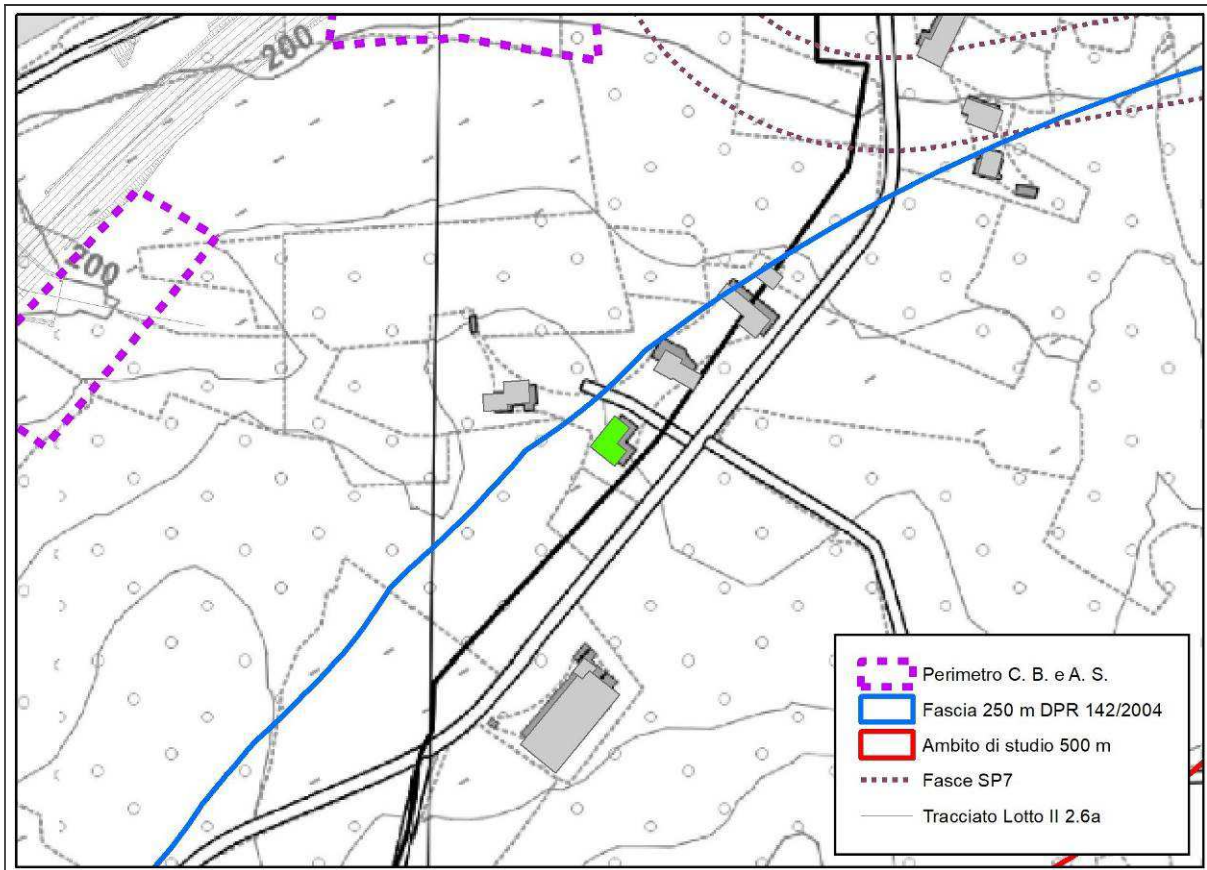 200
200
Perimetro C. B. e A. S.
Fascia 250 m DPR 142/2004
Ambito di studio 500 m
Fasce SP7
Tracciato Lotto II 2.6a